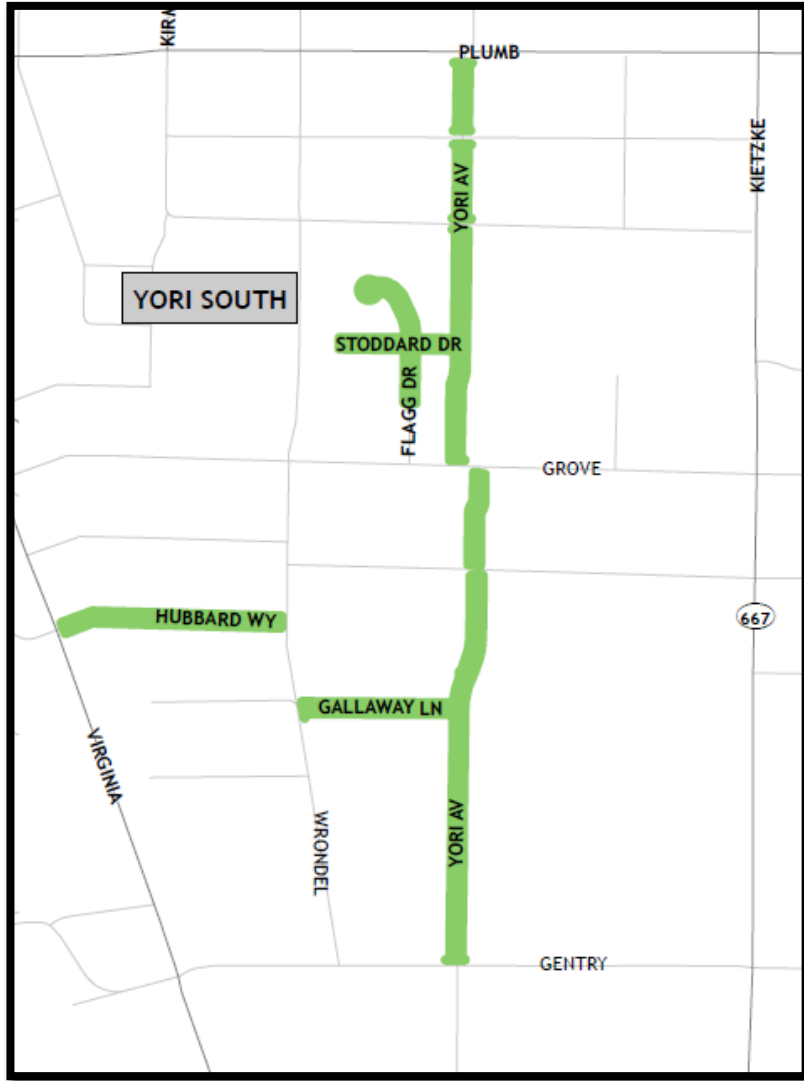 KIRM
PLUMB
KIETZKE
YORI AV
YORI SOUTH
STODDARD DR
FLAGG DR
GROVE
HUBBARD WY
667
GALLAWAY LN
VIRGINIA
YORI AV
WRONDEL
GENTRY